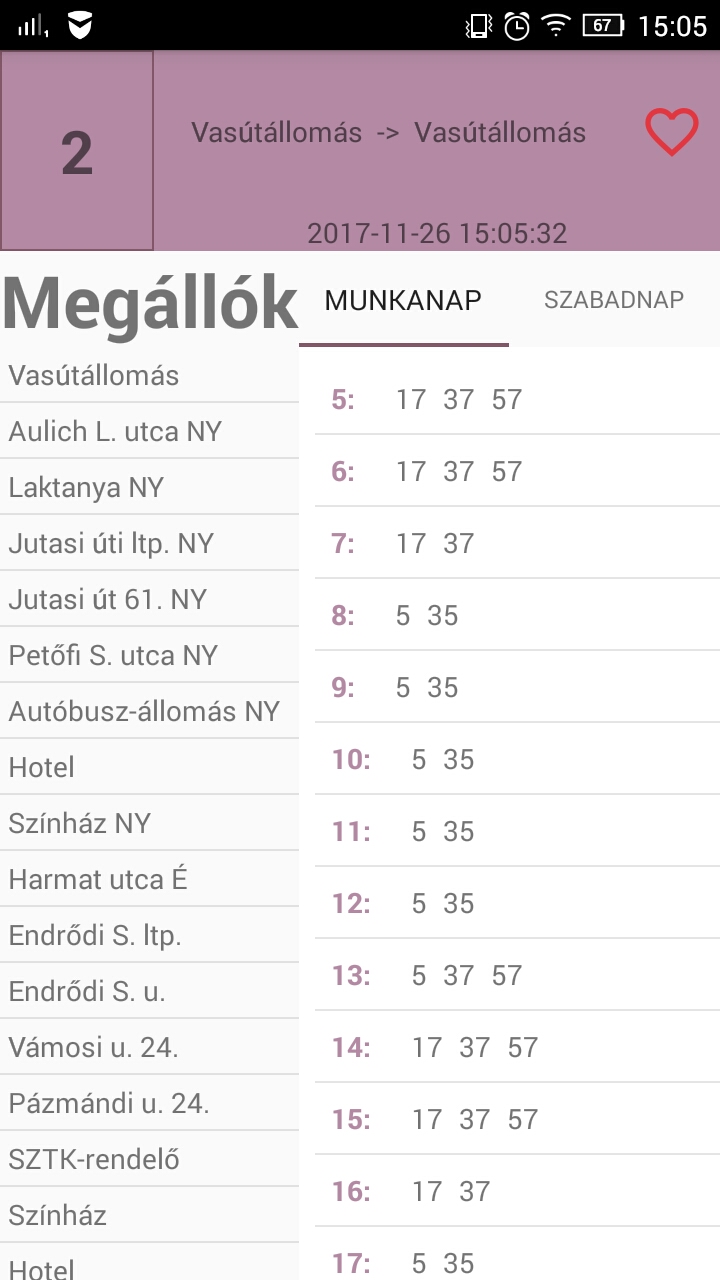 67 15:05
2
Vasútállomás -> Vasútállomás
2017-11-26 15:05:32
Megállók
Vasútállomás
Aulich L. utca NY
Laktanya NY
Jutasi úti ltp. NY
Jutasi út 61. NY
Petőfi S. utca NY
Autóbusz-állomás NY
Hotel
Színház NY
Harmat utca É
Endrődi S. ltp.
Endrődi S. u.
Vámosi u. 24.
Pázmándi u. 24.
SZTK-rendelő
Színház
Hotel
MUNKANAP SZABADNAP
5: 17 37 57
6: 17 37 57
7: 17 37
8: 5 35
9: 5 35
10: 5 35
11: 5 35
12: 5 35
13: 5 37 57
14: 17 37 57
15: 17 37 57
16: 17 37
17: 5 35